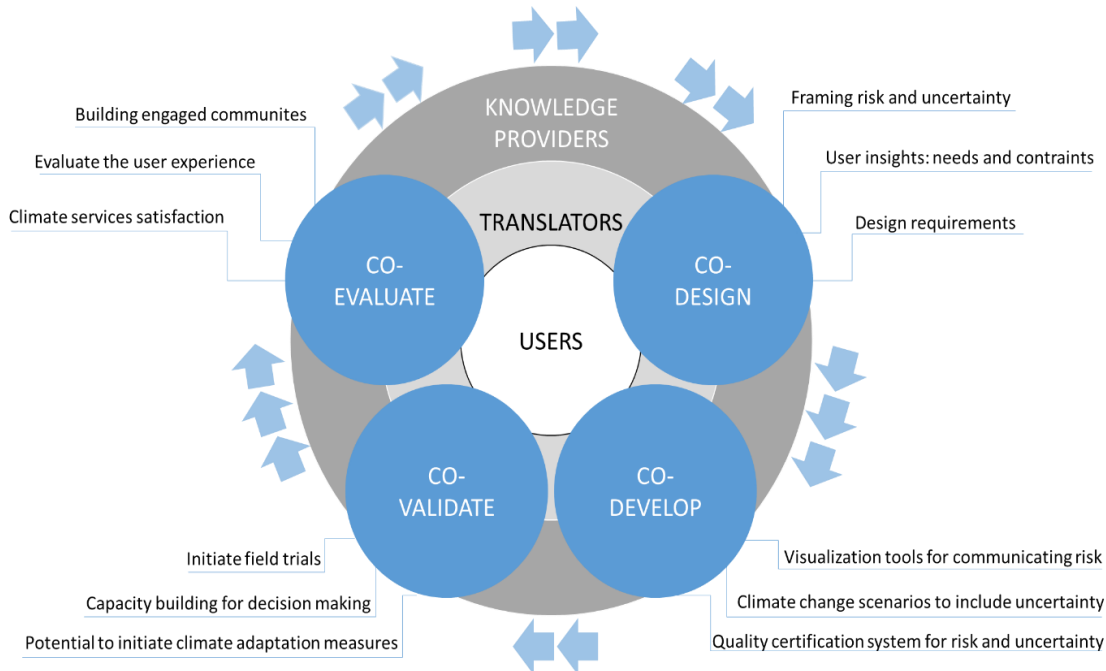 KNOWLEDGE
PROVIDERS
TRANSLATORS
USERS
CO-
EVALUATE
Building engaged communites
Evaluate the user experience
Climate services satisfaction
CO-
DESIGN
Framing risk and uncertainty
User insights: needs and contraints
Design requirements
CO-
VALIDATE
Initiate field trials
Capacity building for decision making
Potential to initiate climate adaptation measures
CO-
DEVELOP
Visualization tools for communicating risk
Climate change scenarios to include uncertainty
Quality certification system for risk and uncertainty